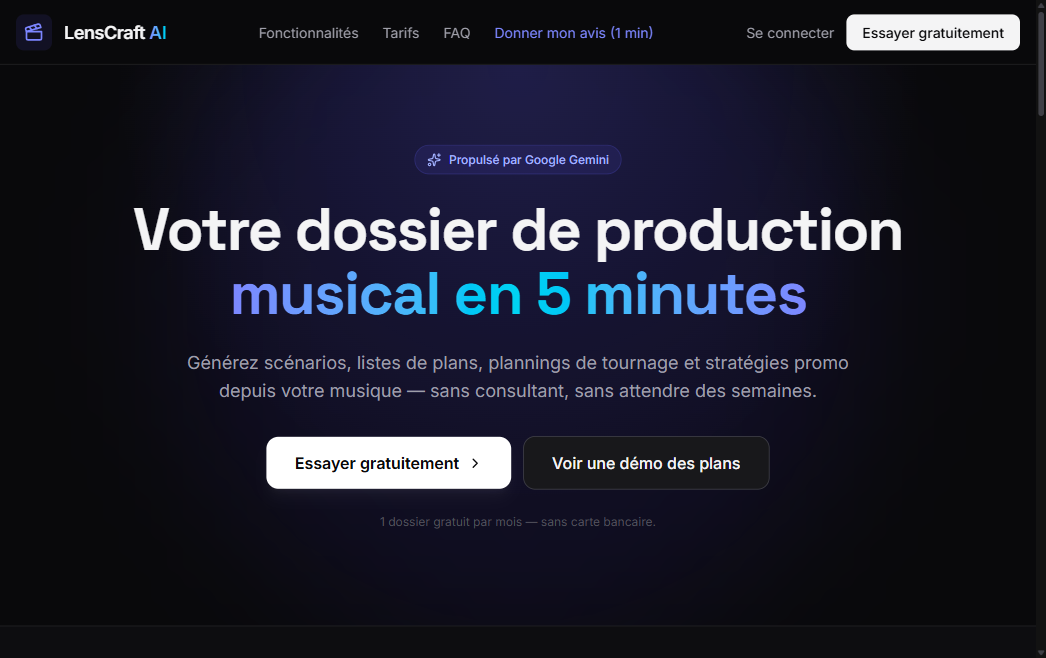 LensCraft AI
Fonctionnalités
Tarifs
FAQ
Donner mon avis (1 min)
Se connecter
Essayer gratuitement
Propulsé par Google Gemini
Votre dossier de production
musical en 5 minutes
Générez scénarios, listes de plans, plannings de tournage et stratégies promo
depuis votre musique — sans consultant, sans attendre des semaines.
Essayer gratuitement
Voir une démo des plans
1 dossier gratuit par mois — sans carte bancaire.